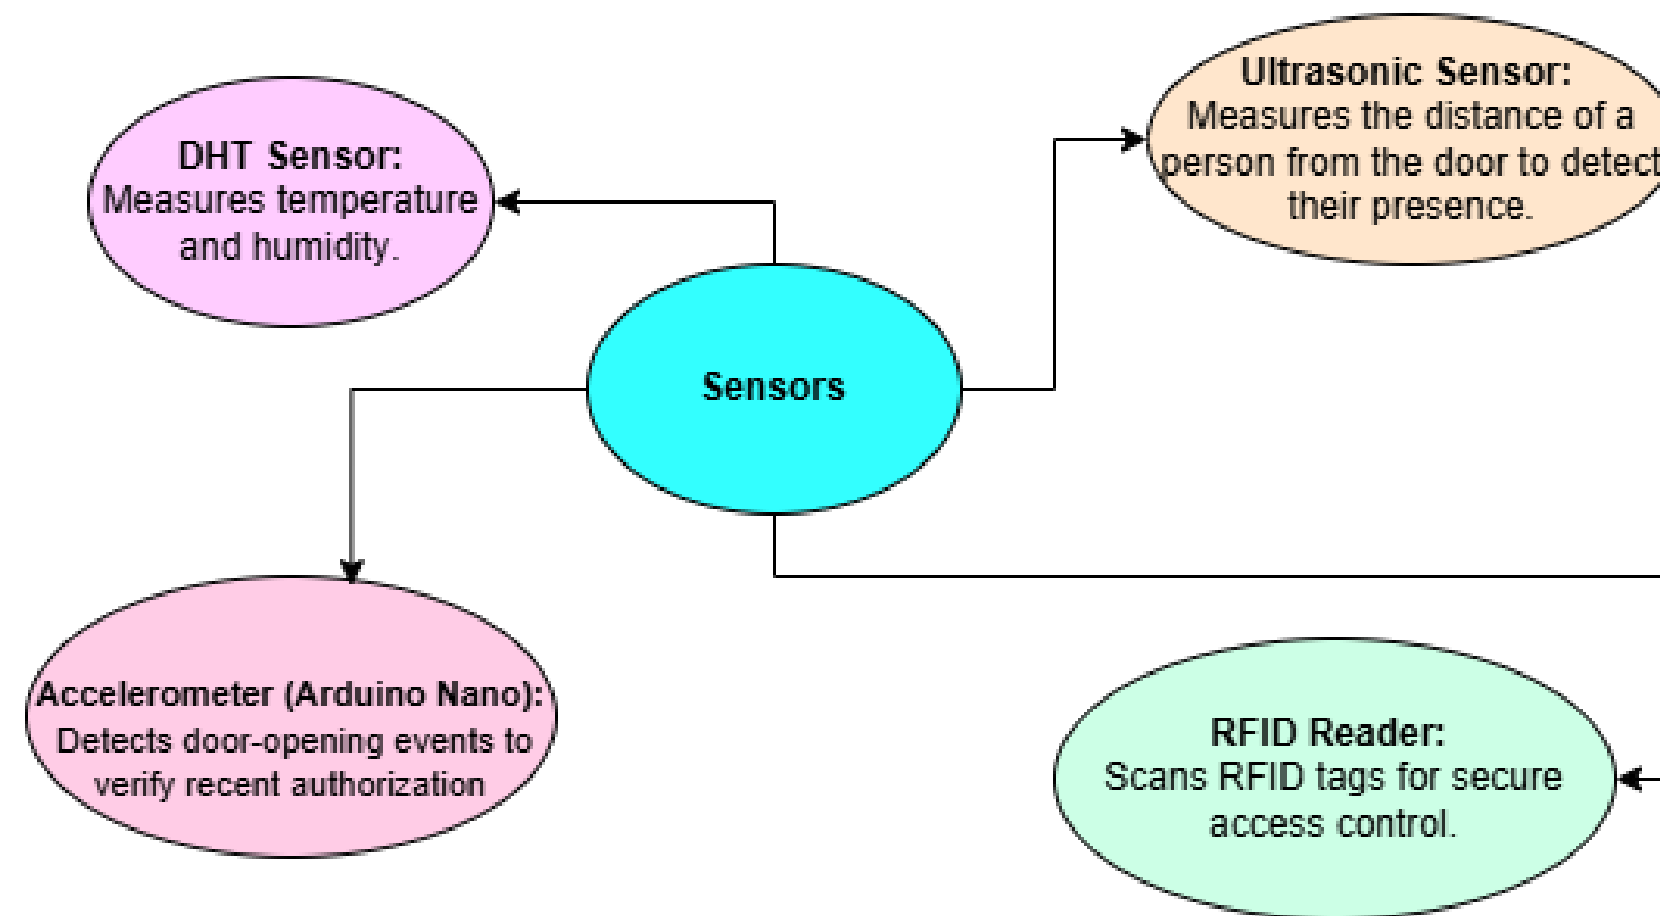 Ultrasonic Sensor:
Measures the distance of a
person from the door to detect
their presence.
DHT Sensor:
Measures temperature
and humidity.
Sensors
Accelerometer (Arduino Nano):
Detects door-opening events to
verify recent authorization
RFID Reader:
Scans RFID tags for secure
access control.